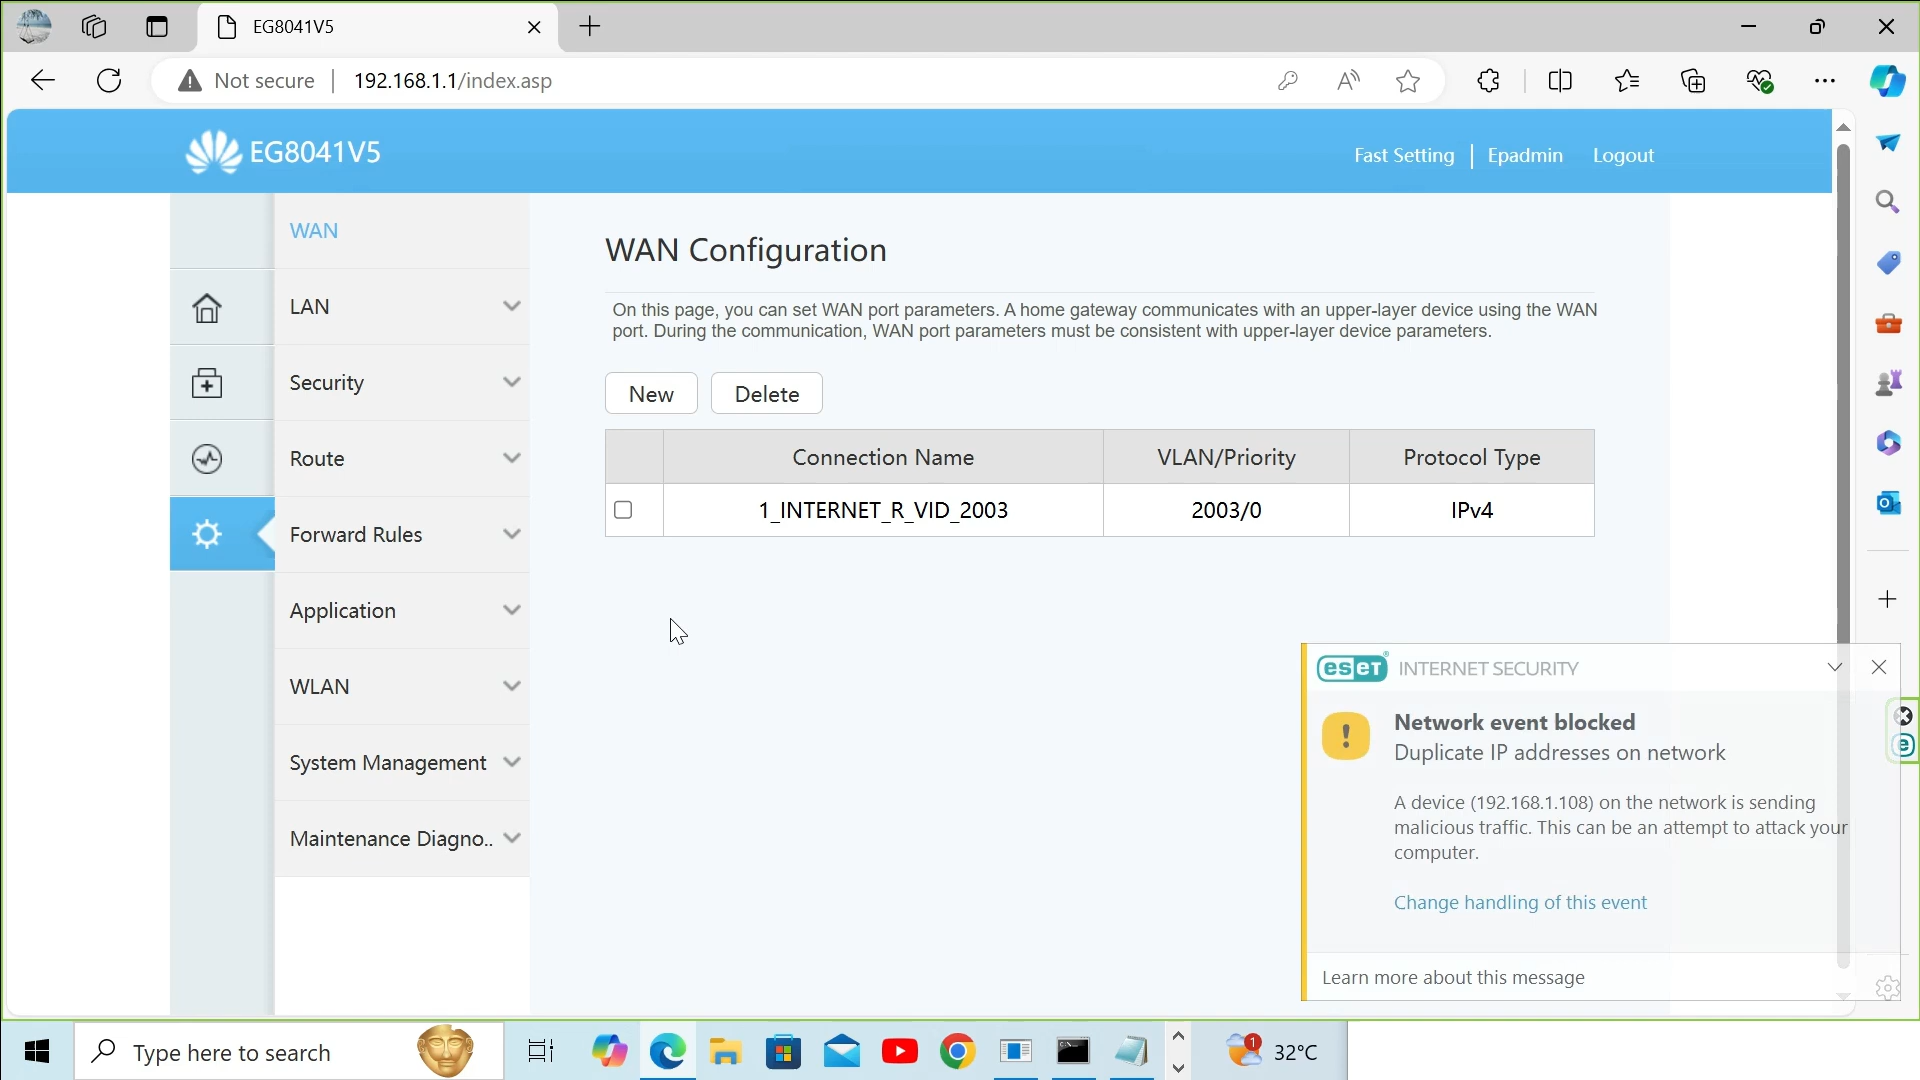 EG8041V5
Not secure
192.168.1.1/index.asp
EG8041V5
Fast Setting
Epadmin
Logout
WAN
LAN
Security
Route
Forward Rules
Application
WLAN
System Management
Maintenance Diagno..
WAN Configuration
On this page, you can set WAN port parameters. A home gateway communicates with an upper-layer device using the WAN
port. During the communication, WAN port parameters must be consistent with upper-layer device parameters.
New
Delete
Connection Name
VLAN/Priority
Protocol Type
1_INTERNET_R_VID_2003
2003/0
IPv4
eseT INTERNET SECURITY
Network event blocked
Duplicate IP addresses on network
A device (192.168.1.108) on the network is sending
malicious traffic. This can be an attempt to attack your
computer.
Change handling of this event
Learn more about this message
Type here to search
1
32°C